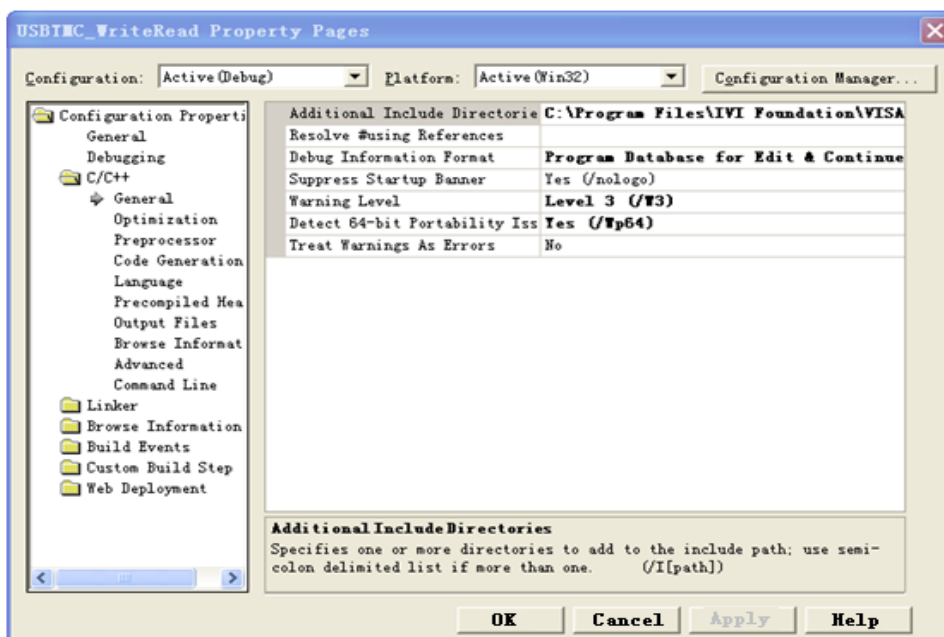 USBTMC_WriteRead Property Pages
Configuration: Active(Debug) Platform: Active(Win32) Configuration Manager...
Configuration Properti
General
Debugging
C/C++
General
Optimization
Preprocessor
Code Generation
Language
Precompiled Hea
Output Files
Browse Informat
Advanced
Command Line
Linker
Browse Information
Build Events
Custom Build Step
Web Deployment
Additional Include Directorie C:\Program Files\IVI Foundation\VISA
Resolve #using References
Debug Information Format Program Database for Edit & Continue
Suppress Startup Banner Yes (/nologo)
Warning Level Level 3 (/W3)
Detect 64-bit Portability Iss Yes (/Wp64)
Treat Warnings As Errors No
Additional Include Directories
Specifies one or more directories to add to the include path; use semi-
colon delimited list if more than one. (/I[path])
OK Cancel Apply Help